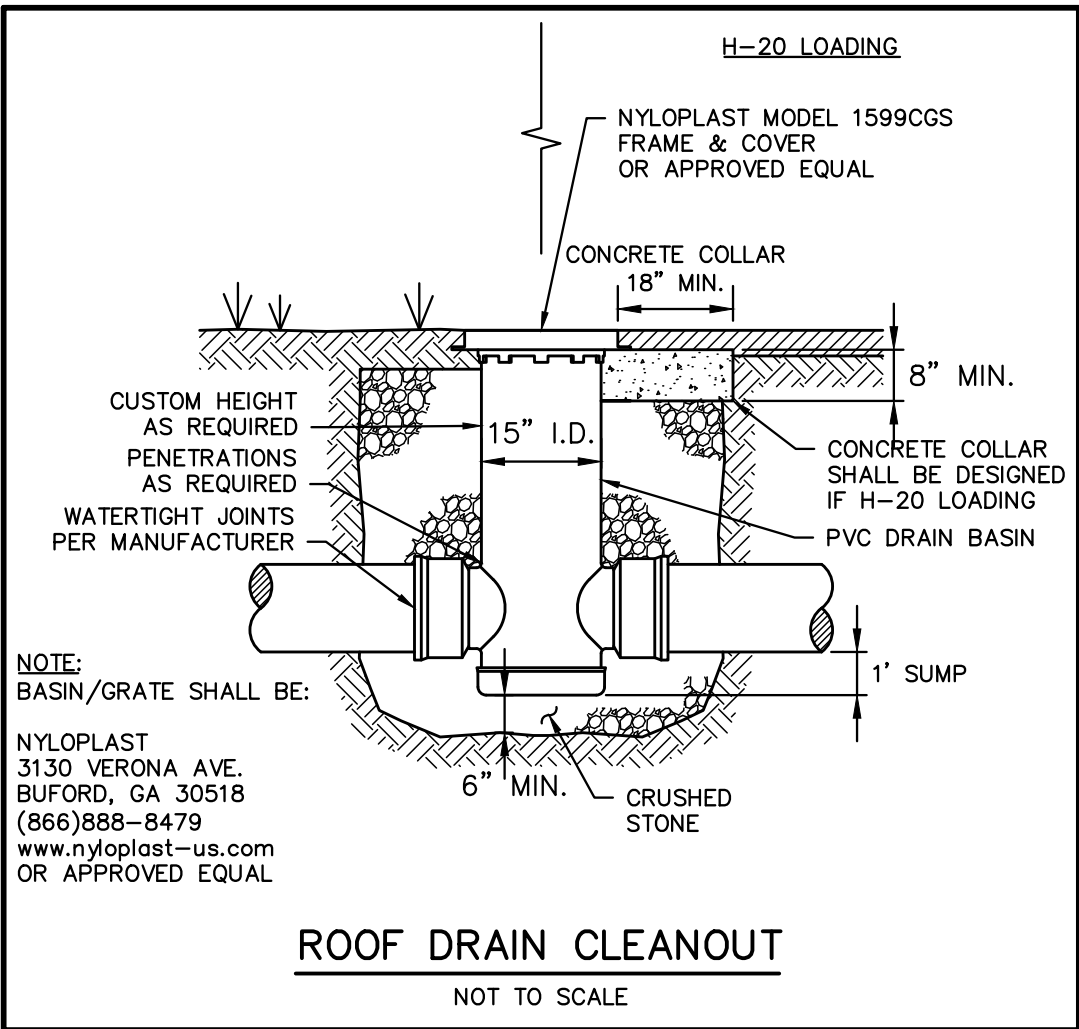 H-20 LOADING
NYLOPLAST MODEL 1599CGS
FRAME & COVER
OR APPROVED EQUAL
CONCRETE COLLAR
18" MIN.
8" MIN.
CUSTOM HEIGHT
AS REQUIRED
15" I.D.
PENETRATIONS
AS REQUIRED
WATERTIGHT JOINTS
PER MANUFACTURER
CONCRETE COLLAR
SHALL BE DESIGNED
IF H-20 LOADING
PVC DRAIN BASIN
1' SUMP
NOTE:
BASIN/GRATE SHALL BE:
NYLOPLAST
3130 VERONA AVE.
BUFORD, GA 30518
(866)888-8479
www.nyloplast-us.com
OR APPROVED EQUAL
6" MIN.
CRUSHED
STONE
ROOF DRAIN CLEANOUT
NOT TO SCALE